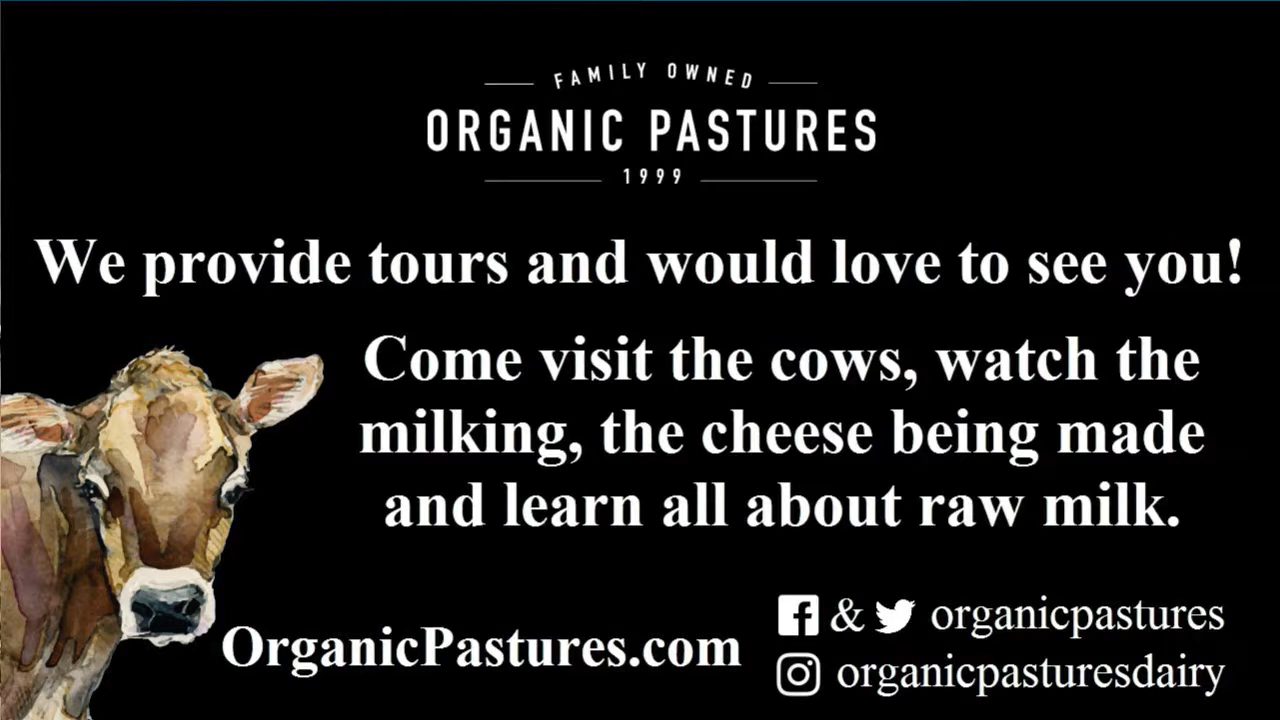 FAMILY OWNED
ORGANIC PASTURES
1999
We provide tours and would love to see you!
Come visit the cows, watch the
milking, the cheese being made
and learn all about raw milk.
OrganicPastures.com
& organicpastures
organicpasturesdairy